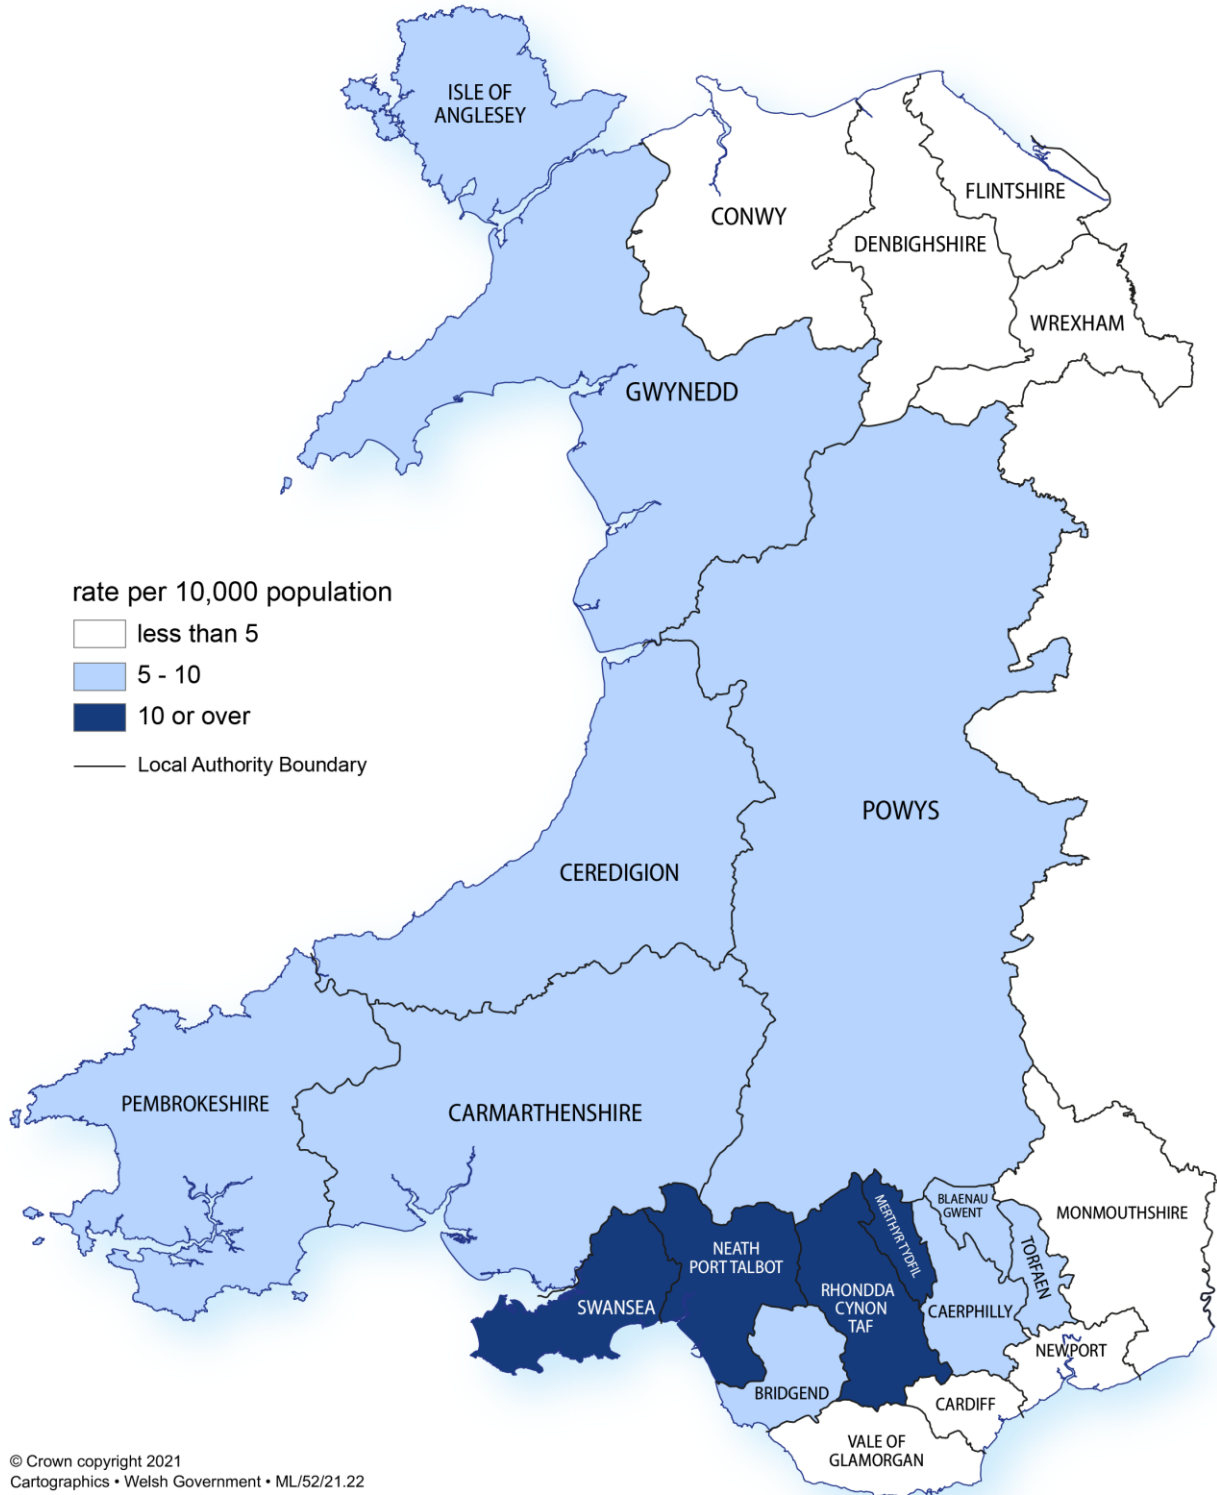 ISLE OF
ANGLESEY
CONWY
FLINTSHIRE
DENBIGHSHIRE
WREXHAM
GWYNEDD
rate per 10,000 population
less than 5
5 - 10
10 or over
Local Authority Boundary
POWYS
CEREDIGION
PEMBROKESHIRE
CARMARTHENSHIRE
MERTHYR TYDFIL
BLAENAU
GWENT
MONMOUTHSHIRE
TORFAEN
NEATH
PORT TALBOT
SWANSEA
RHONDDA
CYNON
TAF
CAERPHILLY
NEWPORT
BRIDGEND
CARDIFF
VALE OF
GLAMORGAN
© Crown copyright 2021
Cartographics • Welsh Government • ML/52/21.22